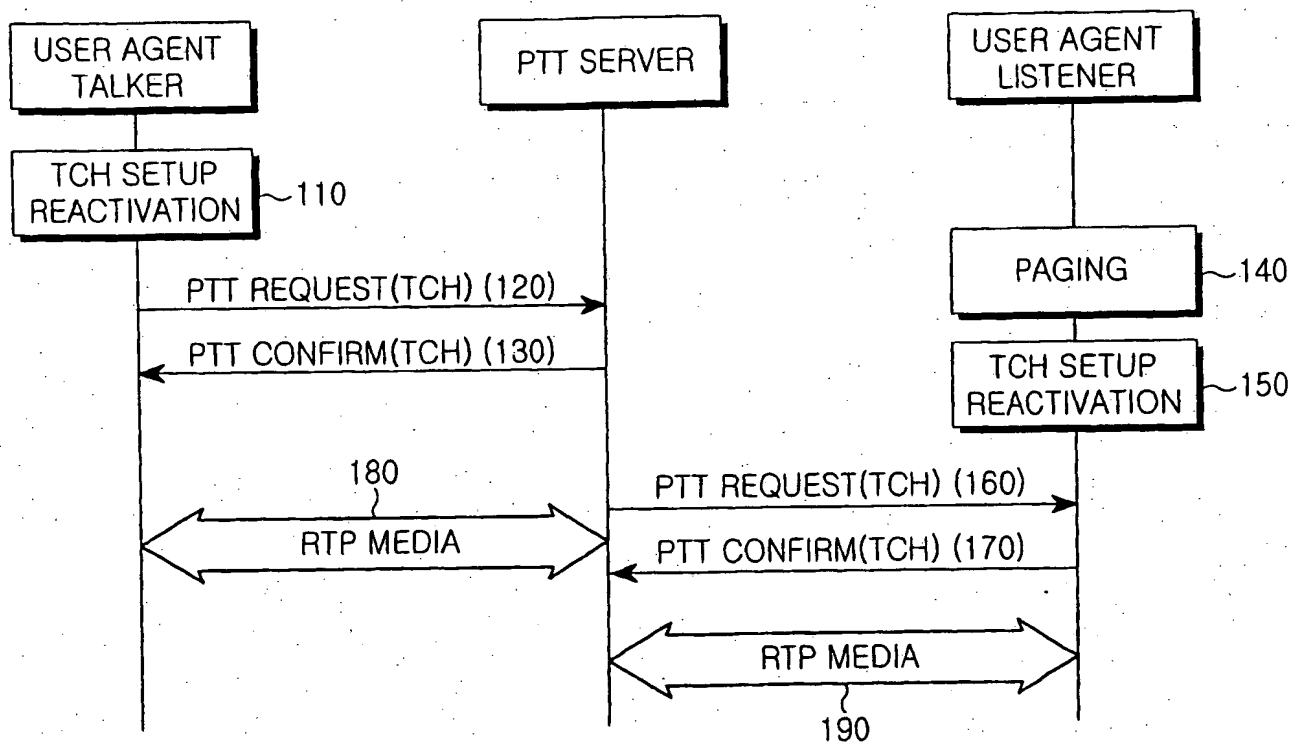 USER AGENT
TALKER
PTT SERVER
USER AGENT
LISTENER
TCH SETUP
REACTIVATION
110
PAGING
140
PTT REQUEST(TCH) (120)
PTT CONFIRM(TCH) (130)
TCH SETUP
REACTIVATION
150
180
RTP MEDIA
PTT REQUEST(TCH) (160)
PTT CONFIRM(TCH) (170)
RTP MEDIA
190